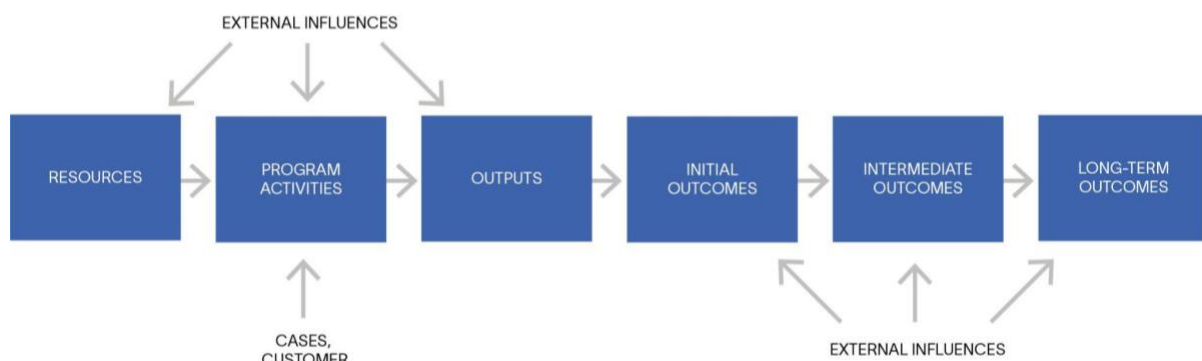 EXTERNAL INFLUENCES
RESOURCES
PROGRAM
ACTIVITIES
OUTPUTS
INITIAL
OUTCOMES
INTERMEDIATE
OUTCOMES
LONG-TERM
OUTCOMES
CASES,
CUSTOMER
EXTERNAL INFLUENCES